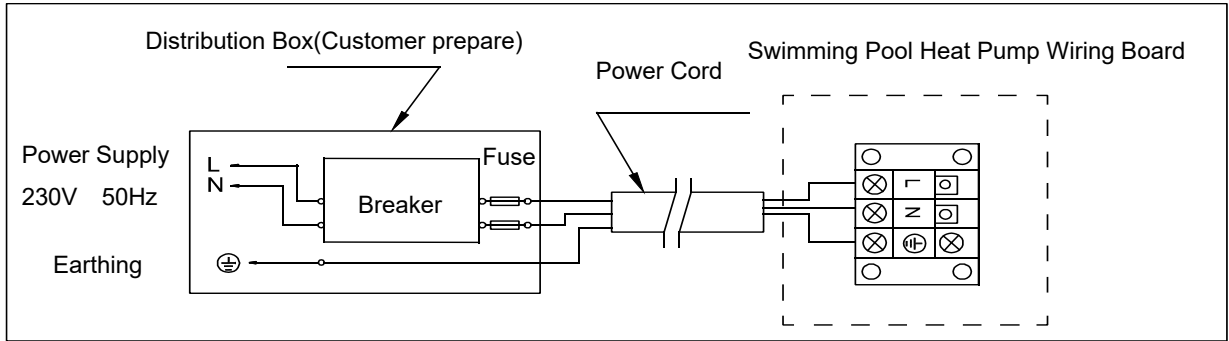 Distribution Box(Customer prepare)
Swimming Pool Heat Pump Wiring Board
Power Cord
Power Supply
230V 50Hz
L
N
Fuse
Breaker
Earthing
L
N